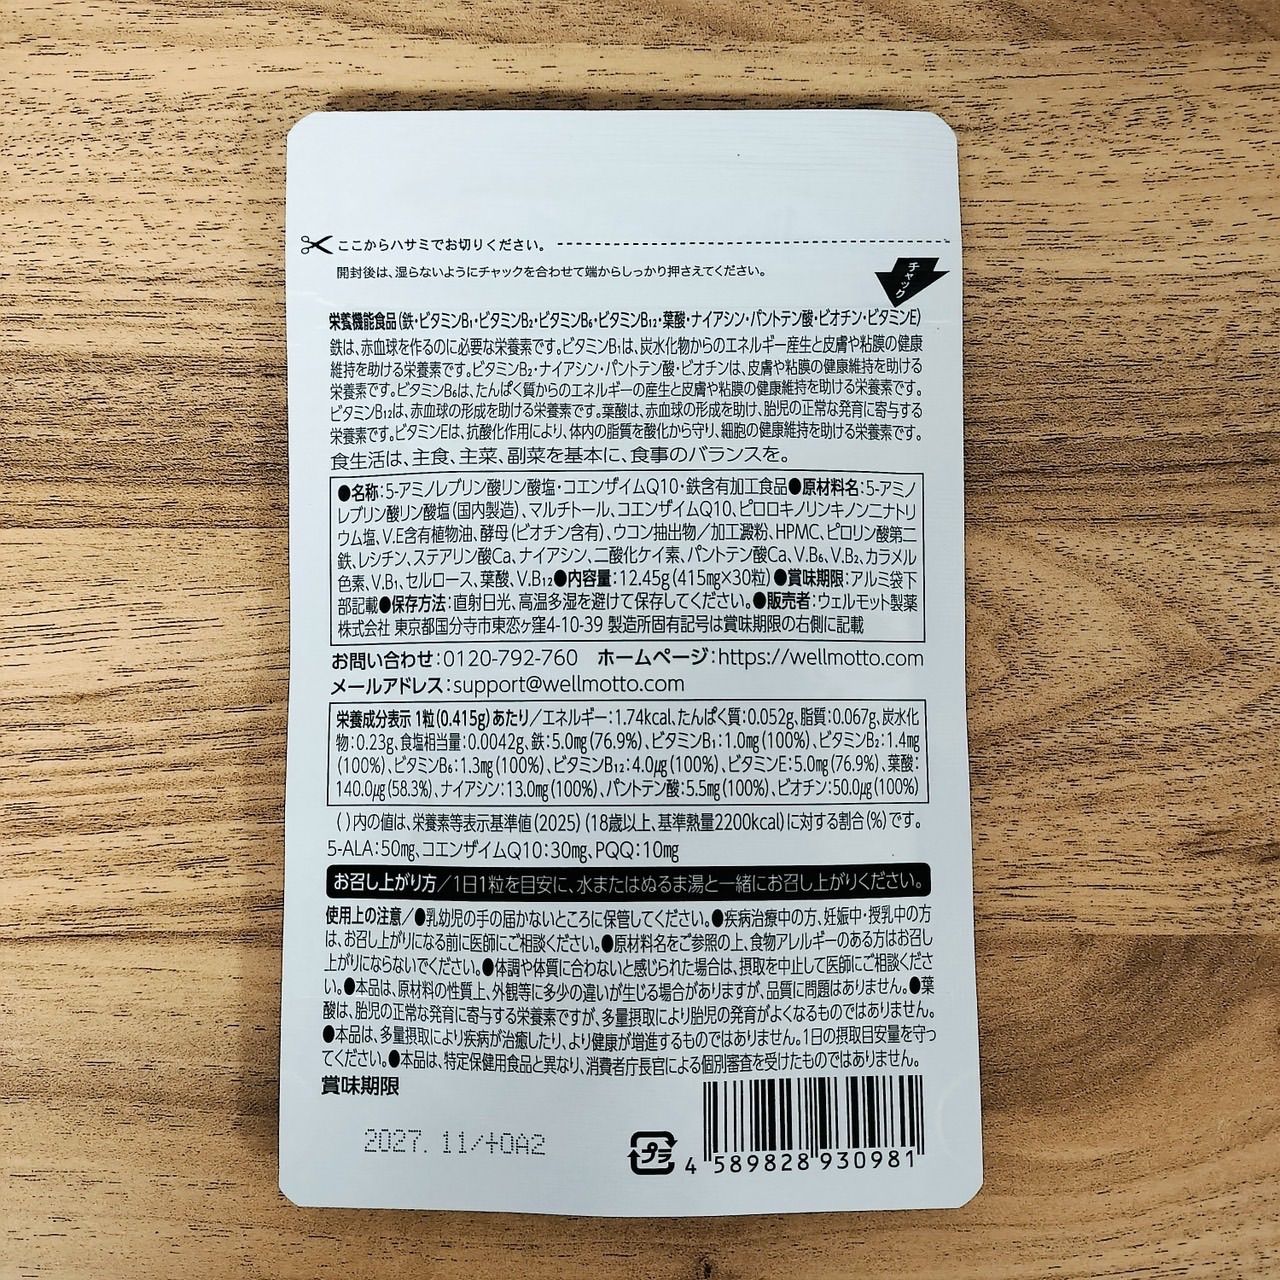 ここからハサミでお切りください。
開封後は、湿らないようにチャックを合わせて端からしっかり押さえてください。
チャック
栄養機能食品(鉄・ビタミンB₁・ビタミンB₂・ビタミンB₆・ビタミンB₁₂・葉酸・ナイアシン・パントテン酸・ビオチン・ビタミンE)
鉄は、赤血球を作るのに必要な栄養素です。ビタミンB₁は、炭水化物からのエネルギー産生と皮膚や粘膜の健康
維持を助ける栄養素です。ビタミンB₂・ナイアシン・パントテン酸・ビオチンは、皮膚や粘膜の健康維持を助ける
栄養素です。ビタミンB₆は、たんぱく質からのエネルギーの産生と皮膚や粘膜の健康維持を助ける栄養素です。
ビタミンB₁₂は、赤血球の形成を助ける栄養素です。葉酸は、赤血球の形成を助け、胎児の正常な発育に寄与する
栄養素です。ビタミンEは、抗酸化作用により、体内の脂質を酸化から守り、細胞の健康維持を助ける栄養素です。
食生活は、主食、主菜、副菜を基本に、食事のバランスを。
●名称:5-アミノレブリン酸リン酸塩・コエンザイムQ10・鉄含有加工食品●原材料名:5-アミノ
レブリン酸リン酸塩(国内製造)、マルチトール、コエンザイムQ10、ピロロキノリンキノン二ナトリ
ウム塩、V.E含有植物油、酵母(ビオチン含有)、ウコン抽出物/加工澱粉、HPMC、ピロリン酸第二
鉄、レシチン、ステアリン酸Ca、ナイアシン、二酸化ケイ素、パントテン酸Ca、V.B₆、V.B₂、カラメル
色素、V.B₁、セルロース、葉酸、V.B₁₂●内容量:12.45g(415mg×30粒)●賞味期限:アルミ袋下
部記載●保存方法:直射日光、高温多湿を避けて保存してください。●販売者:ウェルモット製薬
株式会社 東京都国分寺市東恋ヶ窪4-10-39 製造所固有記号は賞味期限の右側に記載
お問い合わせ:0120-792-760 ホームページ:https://wellmotto.com
メールアドレス:support@wellmotto.com
栄養成分表示 1粒(0.415g)あたり/エネルギー:1.74kcal、たんぱく質:0.052g、脂質:0.067g、炭水化
物:0.23g、食塩相当量:0.0042g、鉄:5.0mg(76.9%)、ビタミンB₁:1.0mg(100%)、ビタミンB₂:1.4mg
(100%)、ビタミンB₆:1.3mg(100%)、ビタミンB₁₂:4.0μg(100%)、ビタミンE:5.0mg(76.9%)、葉酸:
140.0μg(58.3%)、ナイアシン:13.0mg(100%)、パントテン酸:5.5mg(100%)、ビオチン:50.0μg(100%)
( )内の値は、栄養素等表示基準値(2025)(18歳以上、基準熱量2200kcal)に対する割合(%)です。
5-ALA:50mg、コエンザイムQ10:30mg、PQQ:10mg
お召し上がり方/1日1粒を目安に、水またはぬるま湯と一緒にお召し上がりください。
使用上の注意/●乳幼児の手の届かないところに保管してください。●疾病治療中の方、妊娠中・授乳中の方
は、お召し上がりになる前に医師にご相談ください。●原材料名をご参照の上、食物アレルギーのある方はお召し
上がりにならないでください。●体調や体質に合わないと感じられた場合は、摂取を中止して医師にご相談くださ
い。●本品は、原材料の性質上、外観等に多少の違いが生じる場合がありますが、品質に問題はありません。●葉
酸は、胎児の正常な発育に寄与する栄養素ですが、多量摂取により胎児の発育がよくなるものではありません。
●本品は、多量摂取により疾病が治癒したり、より健康が増進するものではありません。1日の摂取目安量を守っ
てください。●本品は、特定保健用食品と異なり、消費者庁長官による個別審査を受けたものではありません。
賞味期限
2027. 11/+OA2
プラ
4 589828 930981